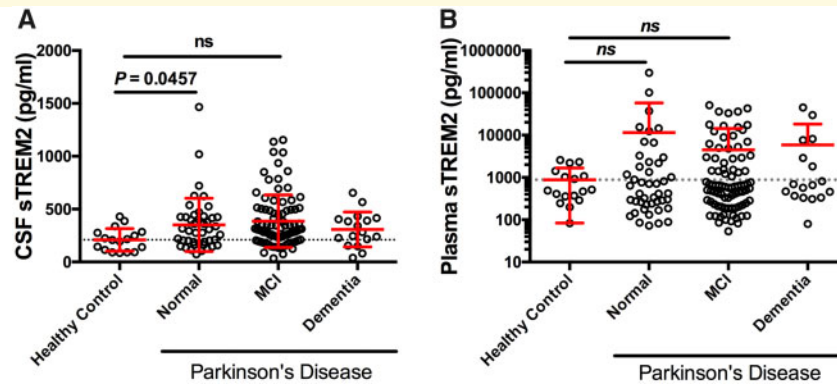 A
CSF sTREM2 (pg/ml)
2000
1500
1000
500
0
ns
P = 0.0457
Healthy Control
Normal
MCI
Dementia
Parkinson's Disease
B
Plasma sTREM2 (pg/ml)
1000000
100000
10000
1000
100
10
ns
ns
Healthy Control
Normal
MCI
Dementia
Parkinson's Disease